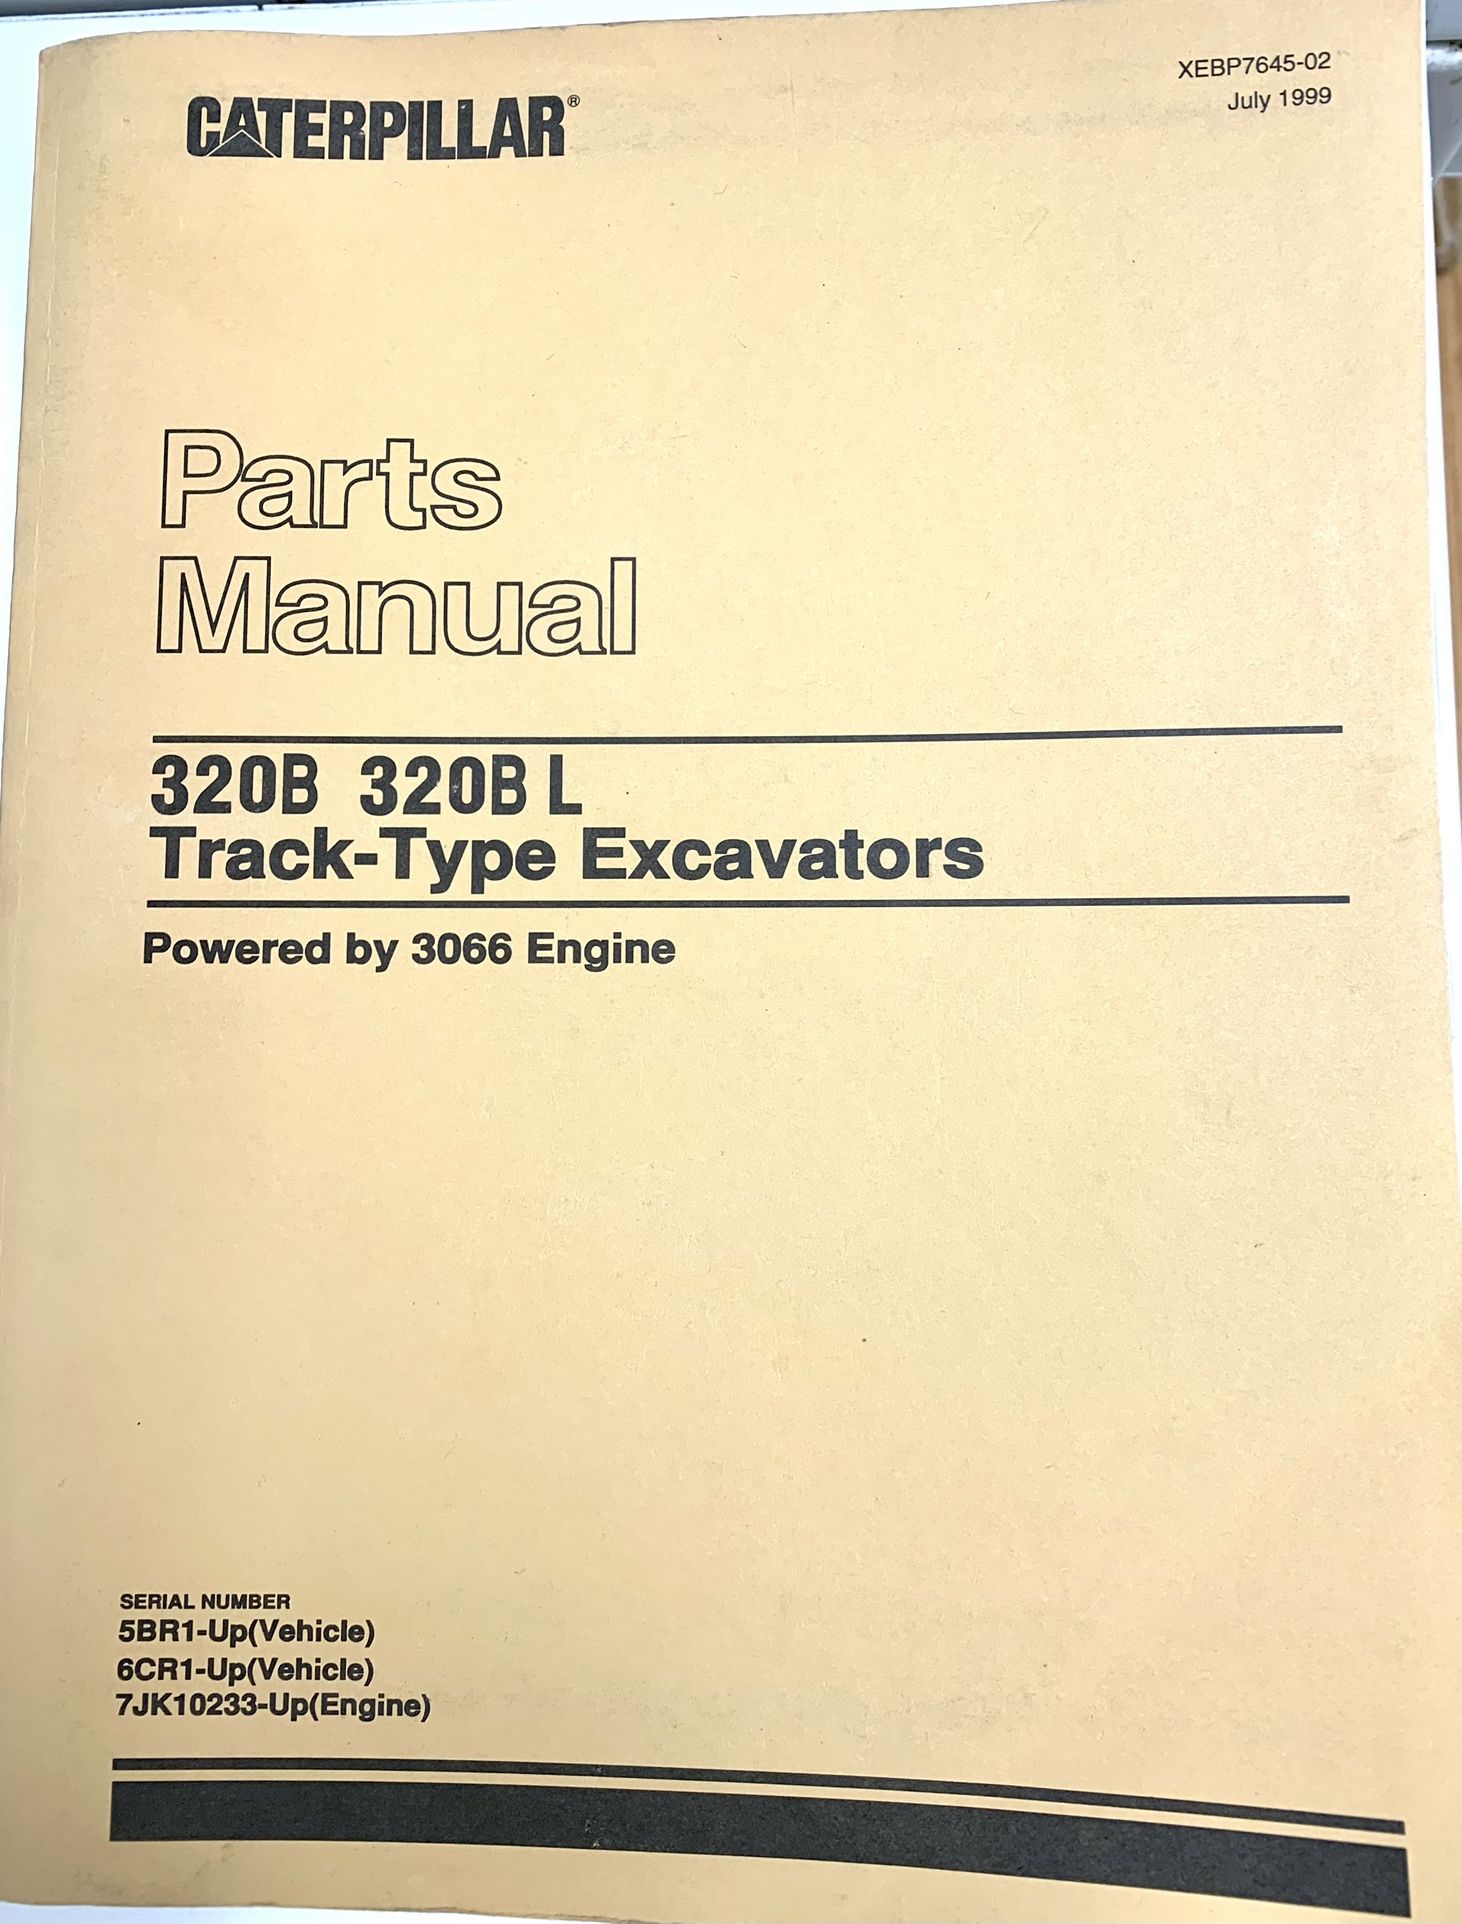 XEBP7645-02
July 1999
CATERPILLAR®
Parts
Manual
320B 320B L
Track-Type Excavators
Powered by 3066 Engine
SERIAL NUMBER
5BR1-Up(Vehicle)
6CR1-Up(Vehicle)
7JK10233-Up(Engine)